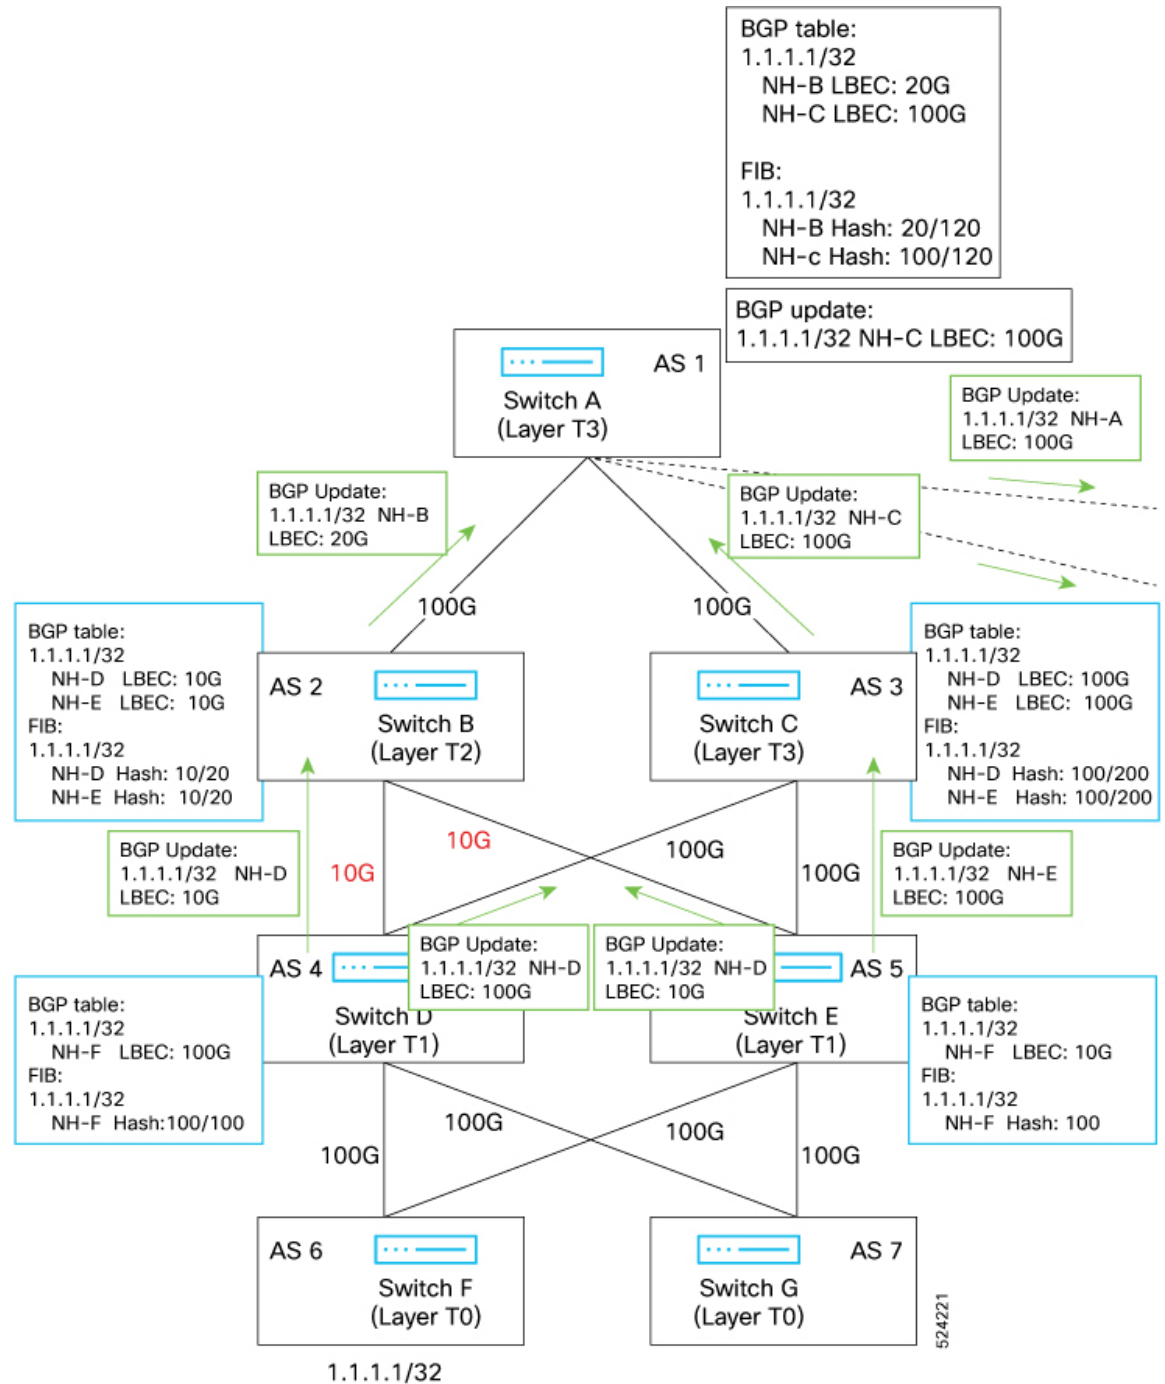 BGP table:
1.1.1.1/32
NH-B LBEC: 20G
NH-C LBEC: 100G
FIB:
1.1.1.1/32
NH-B Hash: 20/120
NH-c Hash: 100/120
BGP update:
1.1.1.1/32 NH-C LBEC: 100G
AS 1
Switch A
(Layer T3)
BGP Update:
1.1.1.1/32 NH-A
LBEC: 100G
BGP Update:
1.1.1.1/32 NH-B
LBEC: 20G
BGP Update:
1.1.1.1/32 NH-C
LBEC: 100G
100G
100G
BGP table:
1.1.1.1/32
NH-D LBEC: 10G
NH-E LBEC: 10G
FIB:
1.1.1.1/32
NH-D Hash: 10/20
NH-E Hash: 10/20
AS 2
Switch B
(Layer T2)
AS 3
Switch C
(Layer T3)
BGP table:
1.1.1.1/32
NH-D LBEC: 100G
NH-E LBEC: 100G
FIB:
1.1.1.1/32
NH-D Hash: 100/200
NH-E Hash: 100/200
BGP Update:
1.1.1.1/32 NH-D
LBEC: 10G
10G
10G
100G
100G
BGP Update:
1.1.1.1/32 NH-E
LBEC: 100G
AS 4
Switch D
(Layer T1)
BGP Update:
1.1.1.1/32 NH-D
LBEC: 100G
BGP Update:
1.1.1.1/32 NH-D
LBEC: 10G
AS 5
Switch E
(Layer T1)
BGP table:
1.1.1.1/32
NH-F LBEC: 100G
FIB:
1.1.1.1/32
NH-F Hash:100/100
BGP table:
1.1.1.1/32
NH-F LBEC: 10G
FIB:
1.1.1.1/32
NH-F Hash: 100
100G
100G
100G
100G
AS 6
Switch F
(Layer T0)
AS 7
Switch G
(Layer T0)
1.1.1.1/32
524221